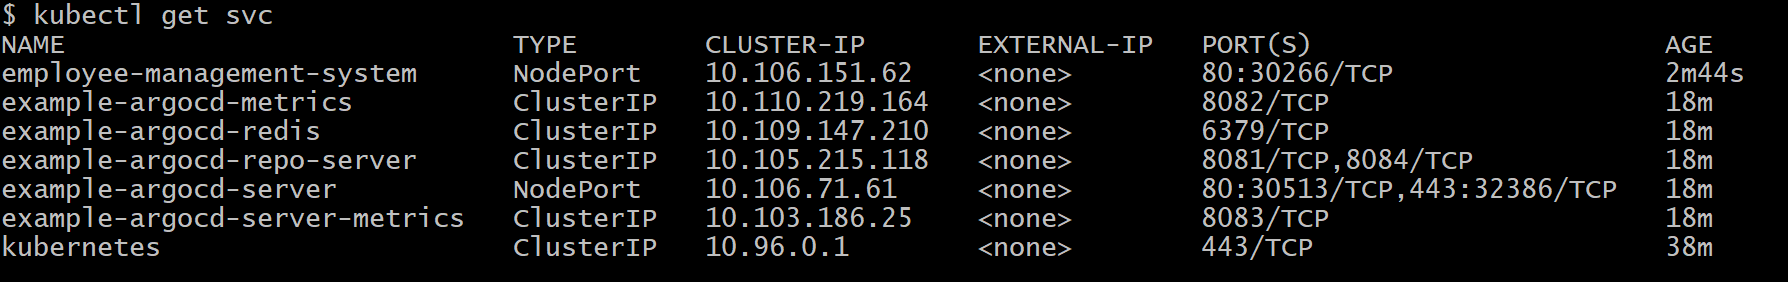 $ kubectl get svc
NAME TYPE CLUSTER-IP EXTERNAL-IP PORT(S) AGE
employee-management-system NodePort 10.106.151.62 <none> 80:30266/TCP 2m44s
example-argocd-metrics ClusterIP 10.110.219.164 <none> 8082/TCP 18m
example-argocd-redis ClusterIP 10.109.147.210 <none> 6379/TCP 18m
example-argocd-repo-server ClusterIP 10.105.215.118 <none> 8081/TCP,8084/TCP 18m
example-argocd-server NodePort 10.106.71.61 <none> 80:30513/TCP,443:32386/TCP 18m
example-argocd-server-metrics ClusterIP 10.103.186.25 <none> 8083/TCP 18m
kubernetes ClusterIP 10.96.0.1 <none> 443/TCP 38m